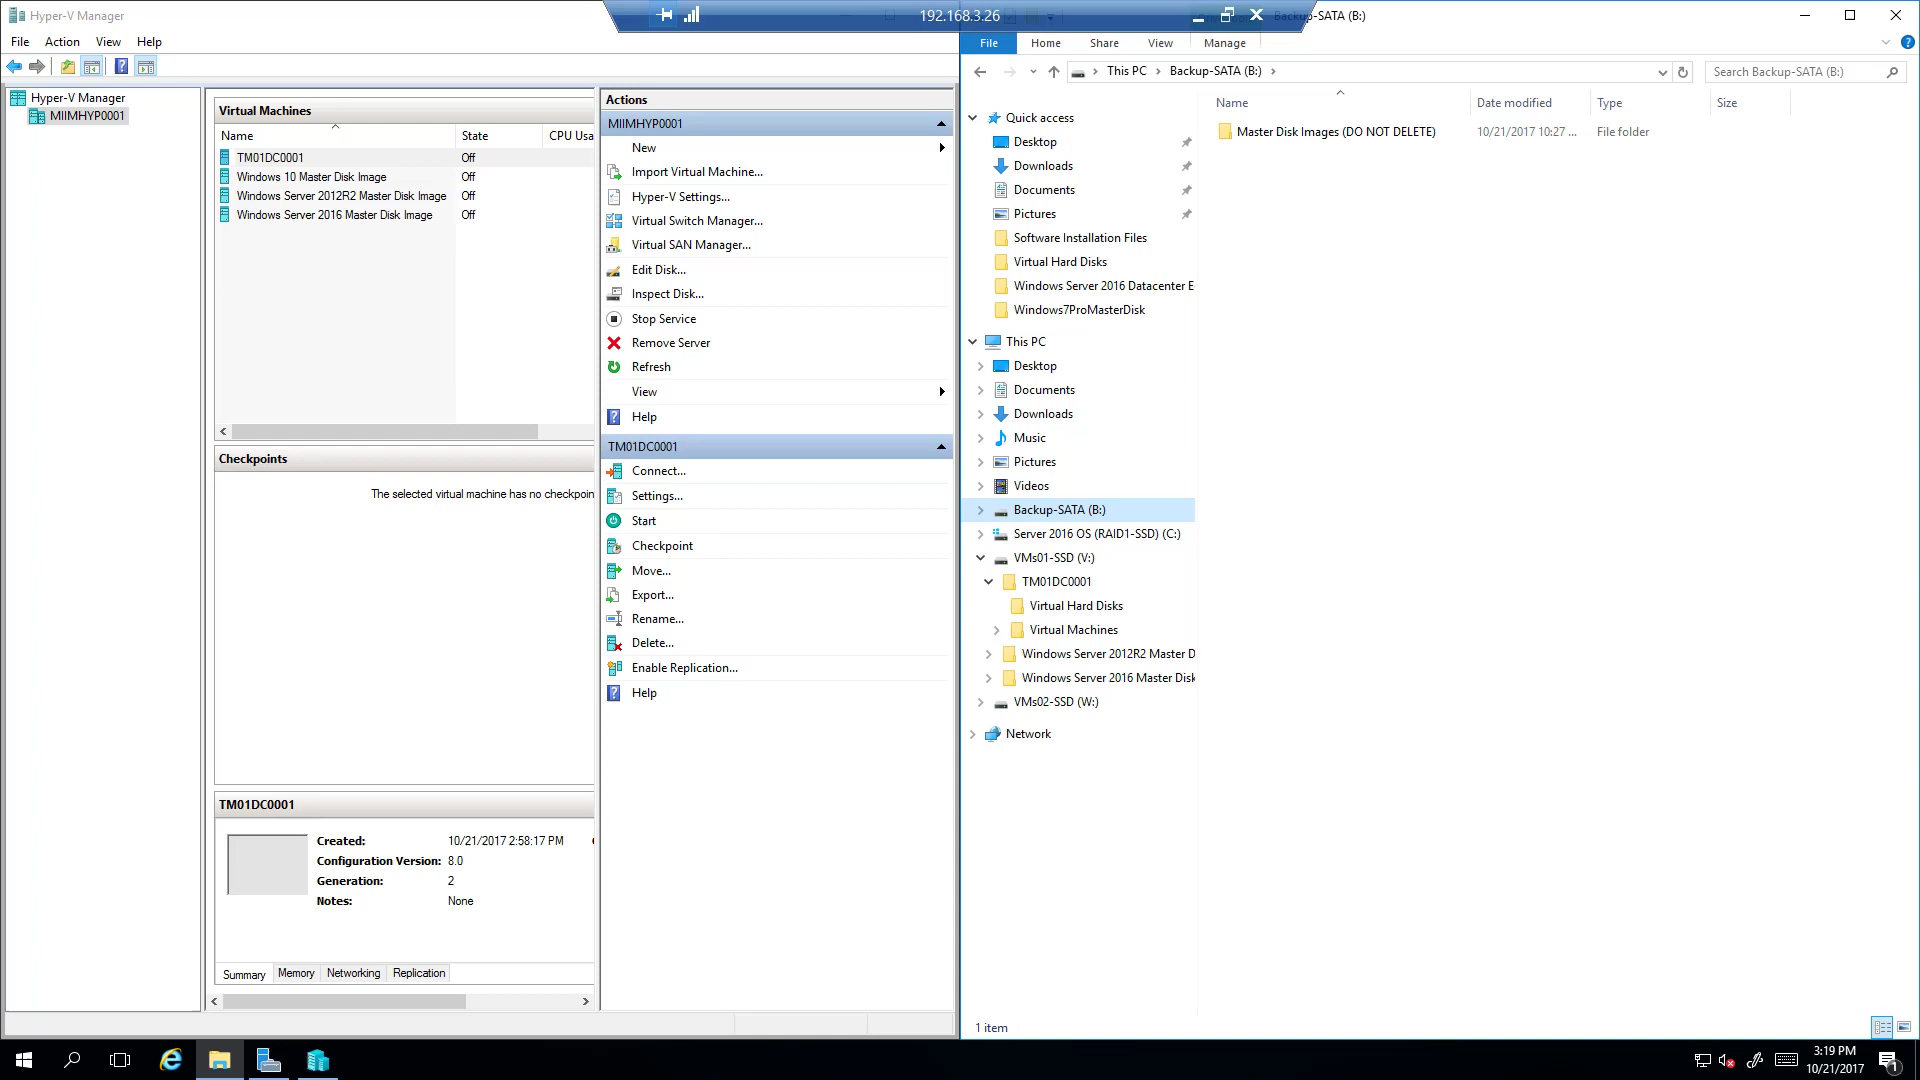 Hyper-V Manager
192.168.3.26
Backup-SATA (B:)
File Action View Help
File Home Share View Manager
This PC > Backup-SATA (B:) >
Search Backup-SATA (B:)
Hyper-V Manager
MIIMHYP0001
Virtual Machines
Name State CPU Usa
TM01DC0001 Off
Windows 10 Master Disk Image Off
Windows Server 2012R2 Master Disk Image Off
Windows Server 2016 Master Disk Image Off
Checkpoints
The selected virtual machine has no checkpoin
TM01DC0001
Created: 10/21/2017 2:58:17 PM
Configuration Version: 8.0
Generation: 2
Notes: None
Summary Memory Networking Replication
Actions
MIIMHYP0001
New
Import Virtual Machine...
Hyper-V Settings...
Virtual Switch Manager...
Virtual SAN Manager...
Edit Disk...
Inspect Disk...
Stop Service
Remove Server
Refresh
View
Help
TM01DC0001
Connect...
Settings...
Start
Checkpoint
Move...
Export...
Rename...
Delete...
Enable Replication...
Help
Quick access
Desktop
Downloads
Documents
Pictures
Software Installation Files
Virtual Hard Disks
Windows Server 2016 Datacenter E
Windows7ProMasterDisk
This PC
Desktop
Documents
Downloads
Music
Pictures
Videos
Backup-SATA (B:)
Server 2016 OS (RAID1-SSD) (C:)
VMs01-SSD (V:)
TM01DC0001
Virtual Hard Disks
Virtual Machines
Windows Server 2012R2 Master D
Windows Server 2016 Master Disk
VMs02-SSD (W:)
Network
Name Date modified Type Size
Master Disk Images (DO NOT DELETE) 10/21/2017 10:27 ... File folder
1 item
3:19 PM
10/21/2017
1